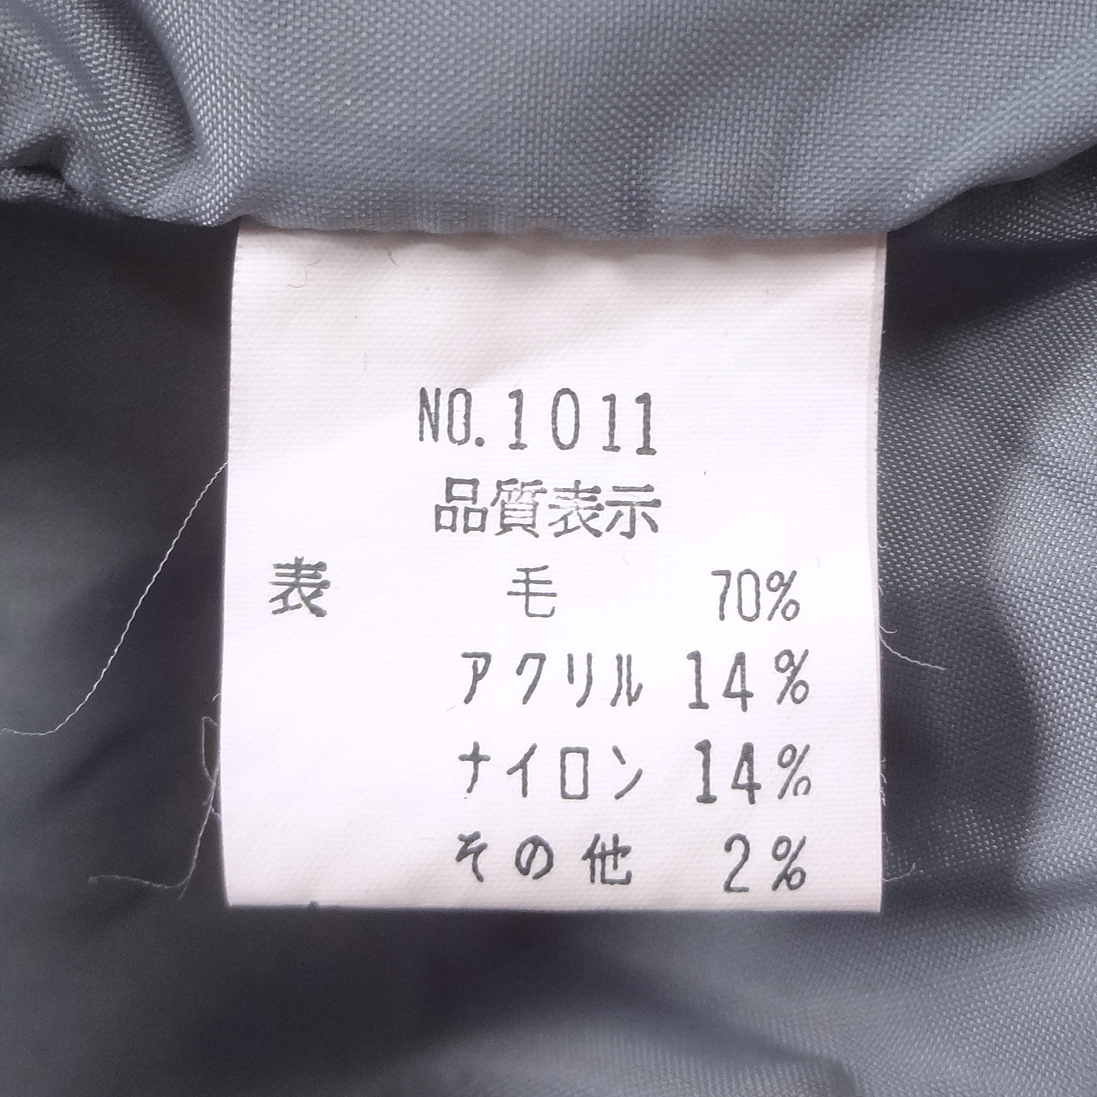 NO.1011
品質表示
表 毛 70%
アクリル 14%
ナイロン 14%
その他 2%